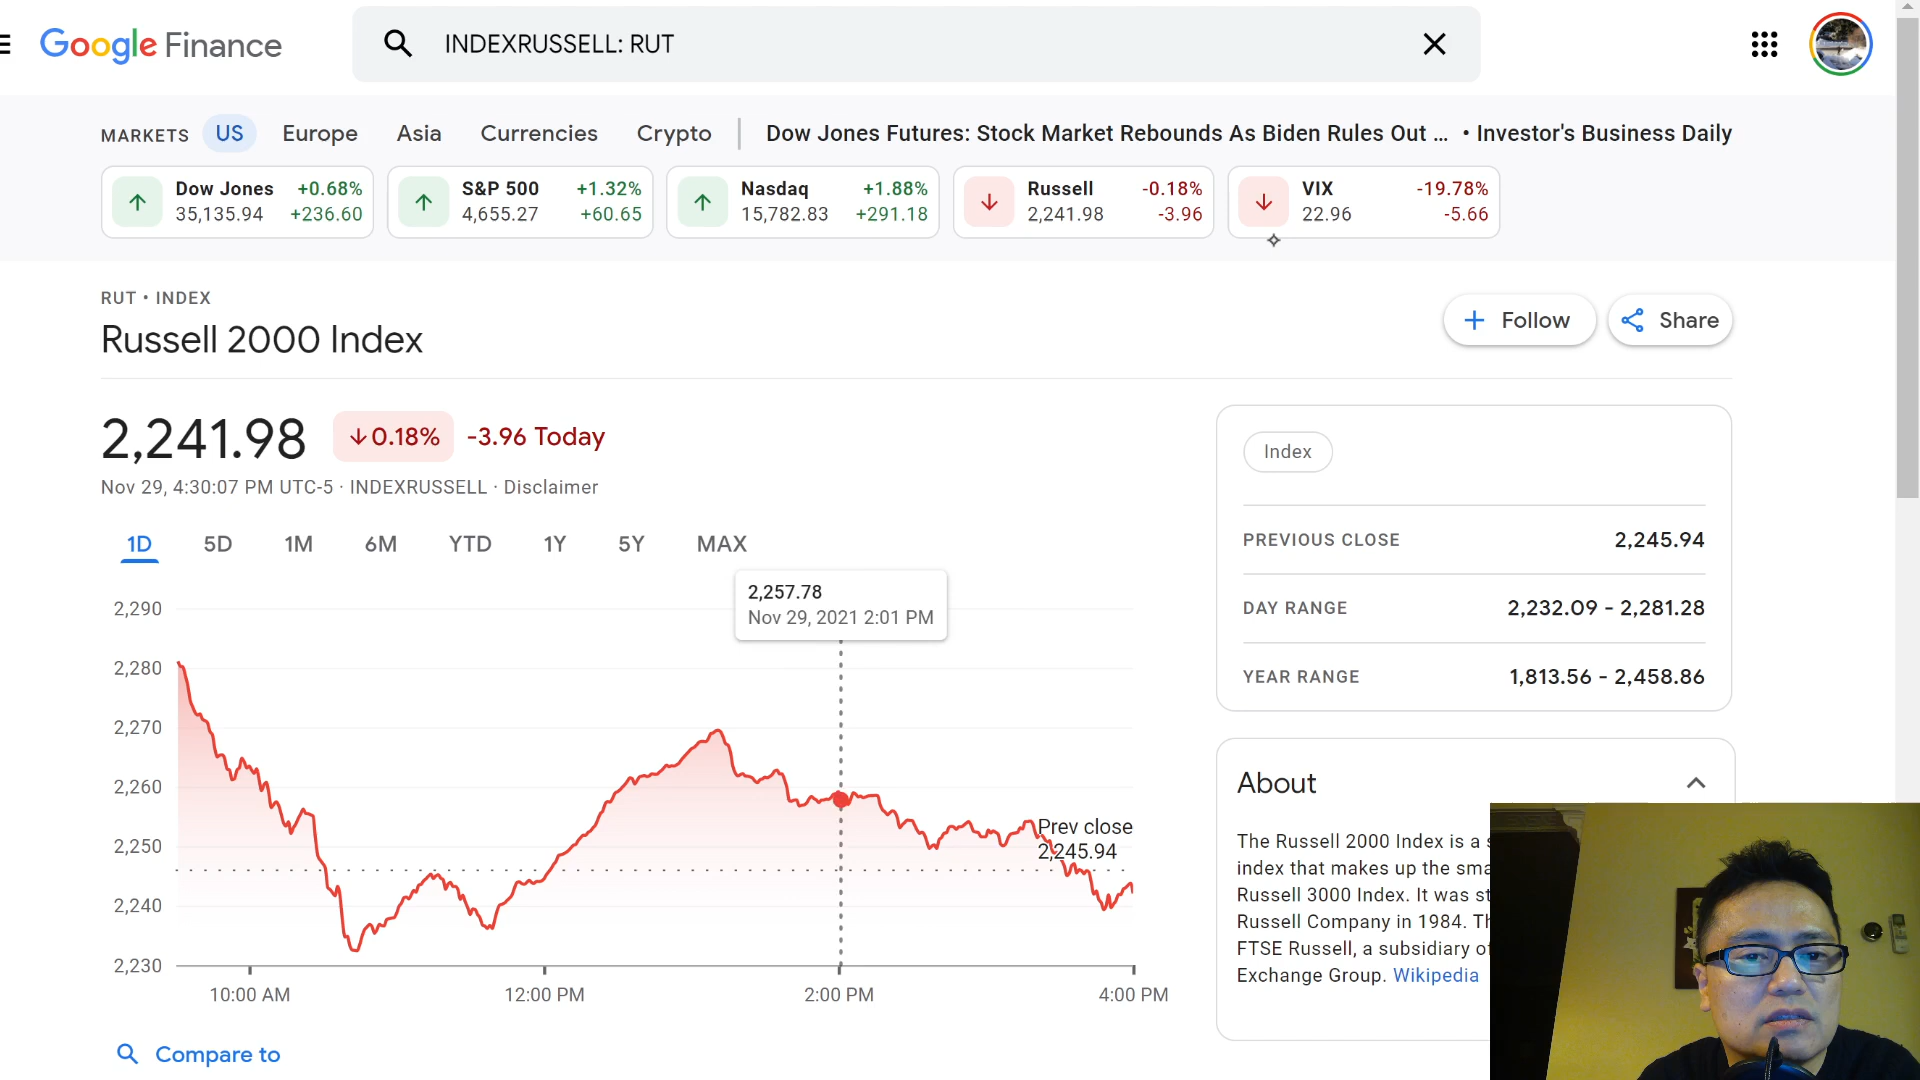 Google Finance
INDEXRUSSELL: RUT
MARKETS US Europe Asia Currencies Crypto Dow Jones Futures: Stock Market Rebounds As Biden Rules Out ... • Investor's Business Daily
Dow Jones +0.68% S&P 500 +1.32% Nasdaq +1.88% Russell -0.18% VIX -19.78%
35,135.94 +236.60 4,655.27 +60.65 15,782.83 +291.18 2,241.98 -3.96 22.96 -5.66
RUT • INDEX
Russell 2000 Index
Follow
Share
2,241.98 0.18% -3.96 Today
Nov 29, 4:30:07 PM UTC-5 · INDEXRUSSELL · Disclaimer
1D 5D 1M 6M YTD 1Y 5Y MAX
2,257.78
Nov 29, 2021 2:01 PM
2,290
2,280
2,270
2,260
2,250
2,240
2,230
Prev close
2,245.94
10:00 AM 12:00 PM 2:00 PM 4:00 PM
Compare to
Index
PREVIOUS CLOSE 2,245.94
DAY RANGE 2,232.09 - 2,281.28
YEAR RANGE 1,813.56 - 2,458.86
About
The Russell 2000 Index is a
index that makes up the
Russell 3000 Index. It was
Russell Company in 1984.
FTSE Russell, a subsidiary
Exchange Group. Wikipedia